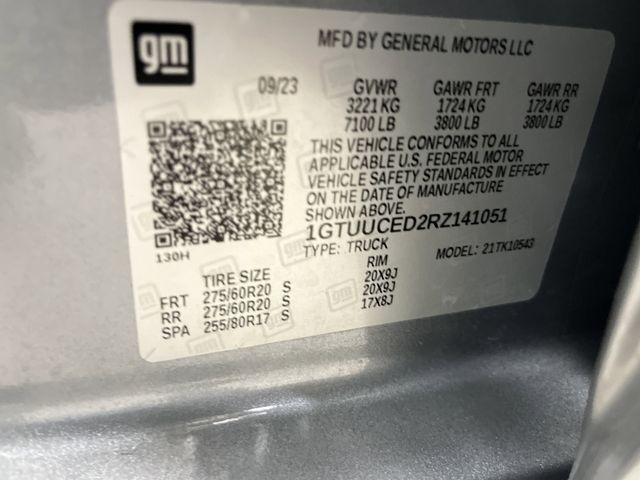 gm
MFD BY GENERAL MOTORS LLC
09/23 GVWR GAWR FRT GAWR RR
3221 KG 1724 KG 1724 KG
7100 LB 3800 LB 3800 LB
THIS VEHICLE CONFORMS TO ALL
APPLICABLE U.S. FEDERAL MOTOR
VEHICLE SAFETY STANDARDS IN EFFECT
ON THE DATE OF MANUFACTURE
SHOWN ABOVE.
1GTUUCED2RZ141051
130H
TYPE: TRUCK MODEL: 21TK10543
TIRE SIZE RIM
FRT 275/60R20 S 20X9J
RR 275/60R20 S 20X9J
SPA 255/80R17 S 17X8J